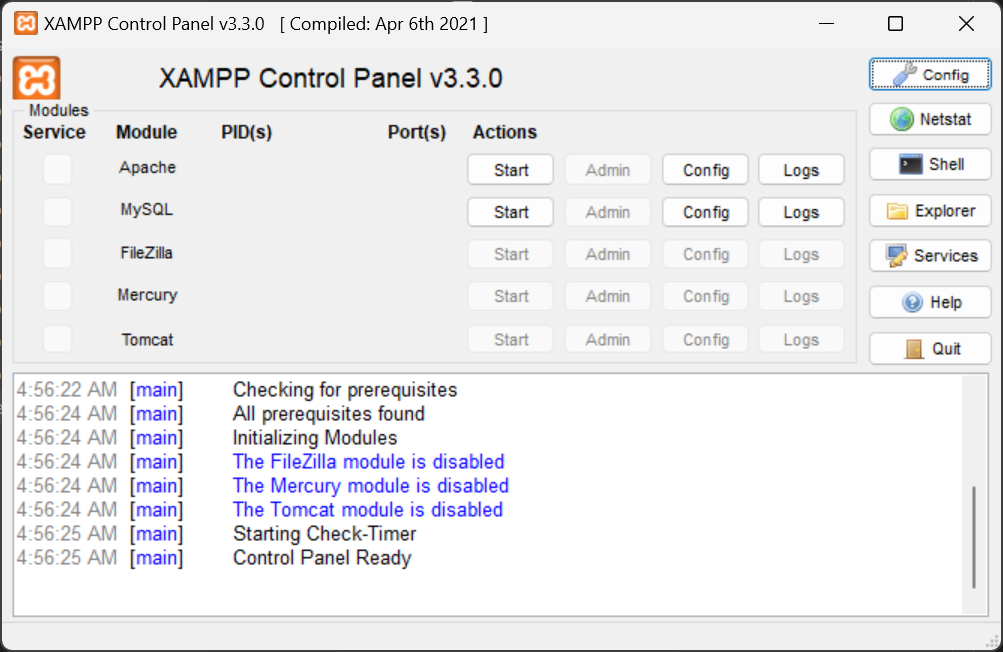 XAMPP Control Panel v3.3.0 [ Compiled: Apr 6th 2021 ]
XAMPP Control Panel v3.3.0
Config
Modules
Service Module PID(s) Port(s) Actions
Netstat
Apache Start Admin Config Logs
Shell
MySQL Start Admin Config Logs
Explorer
FileZilla Start Admin Config Logs
Services
Mercury Start Admin Config Logs
Help
Tomcat Start Admin Config Logs
Quit
4:56:22 AM [main] Checking for prerequisites
4:56:24 AM [main] All prerequisites found
4:56:24 AM [main] Initializing Modules
4:56:24 AM [main] The FileZilla module is disabled
4:56:24 AM [main] The Mercury module is disabled
4:56:24 AM [main] The Tomcat module is disabled
4:56:25 AM [main] Starting Check-Timer
4:56:25 AM [main] Control Panel Ready